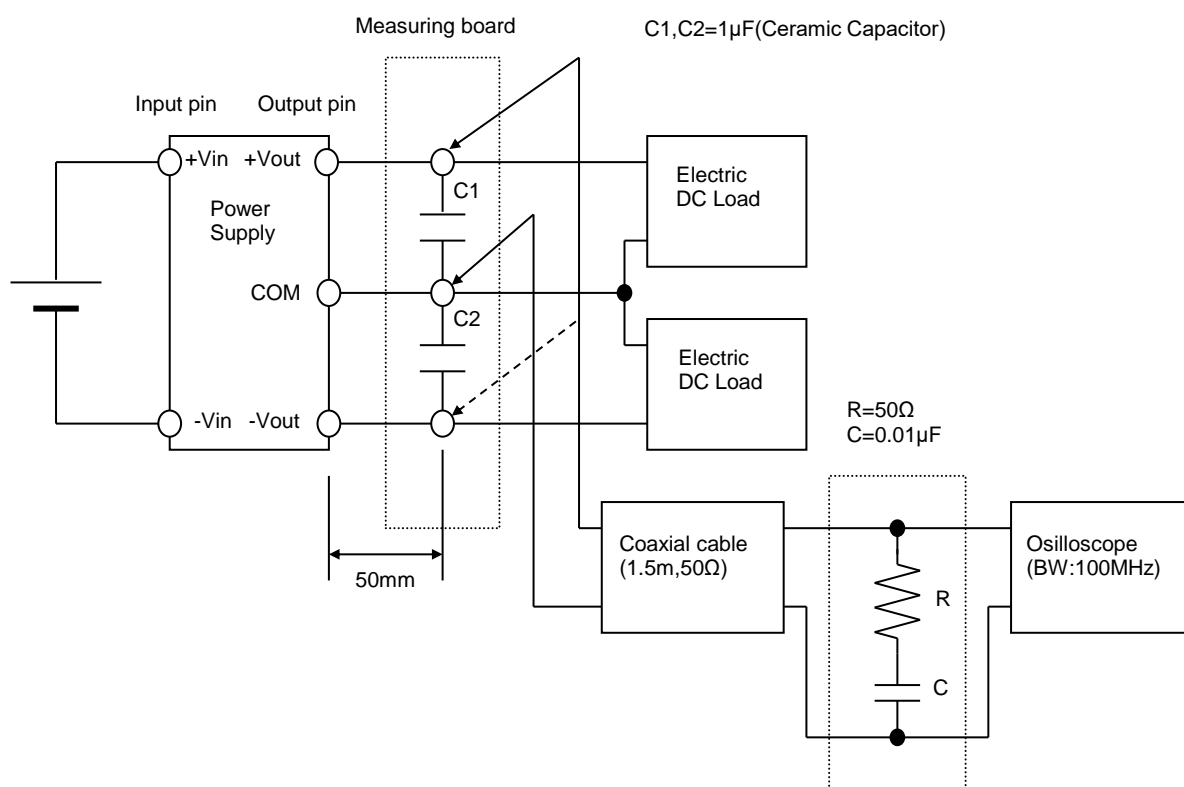 Measuring board
C1,C2=1µF(Ceramic Capacitor)
Input pin
Output pin
+Vin
+Vout
C1
Electric
DC Load
Power
Supply
COM
C2
Electric
DC Load
-Vin
-Vout
R=50Ω
C=0.01µF
50mm
Coaxial cable
(1.5m,50Ω)
R
C
Osilloscope
(BW:100MHz)